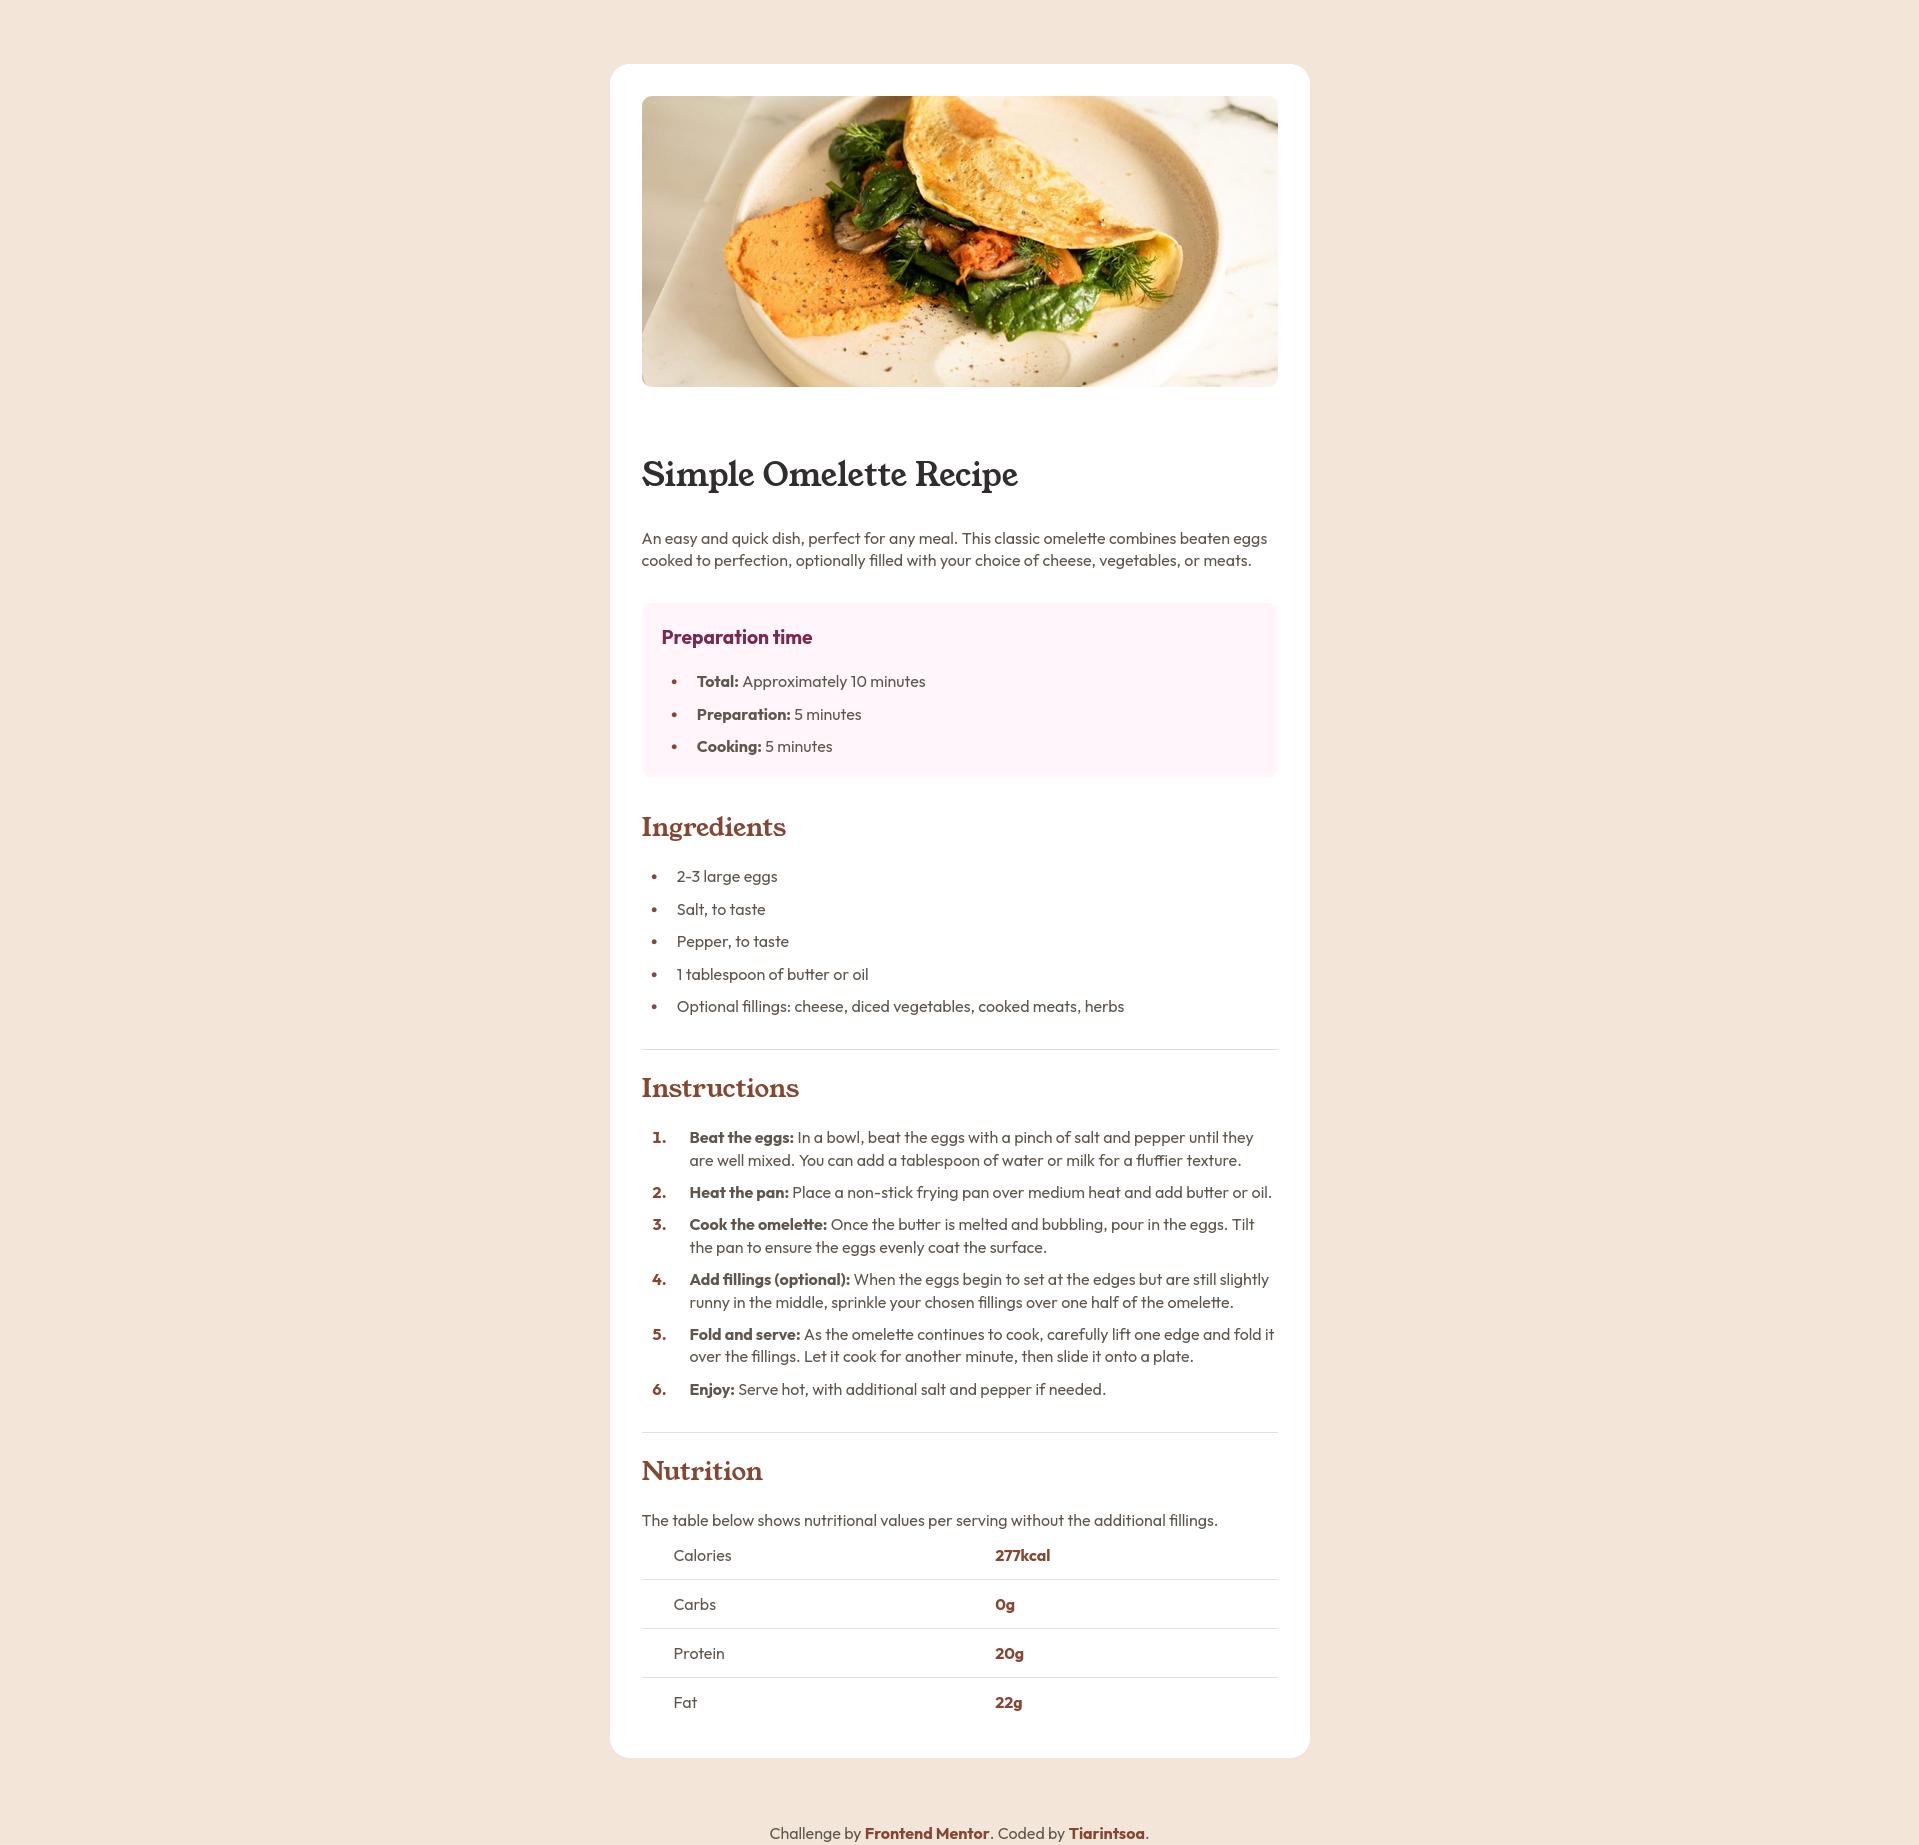 Simple Omelette Recipe
An easy and quick dish, perfect for any meal. This classic omelette combines beaten eggs
cooked to perfection, optionally filled with your choice of cheese, vegetables, or meats.
Preparation time
• Total: Approximately 10 minutes
• Preparation: 5 minutes
• Cooking: 5 minutes
Ingredients
• 2-3 large eggs
• Salt, to taste
• Pepper, to taste
• 1 tablespoon of butter or oil
• Optional fillings: cheese, diced vegetables, cooked meats, herbs
Instructions
1. Beat the eggs: In a bowl, beat the eggs with a pinch of salt and pepper until they
are well mixed. You can add a tablespoon of water or milk for a fluffier texture.
2. Heat the pan: Place a non-stick frying pan over medium heat and add butter or oil.
3. Cook the omelette: Once the butter is melted and bubbling, pour in the eggs. Tilt
the pan to ensure the eggs evenly coat the surface.
4. Add fillings (optional): When the eggs begin to set at the edges but are still slightly
runny in the middle, sprinkle your chosen fillings over one half of the omelette.
5. Fold and serve: As the omelette continues to cook, carefully lift one edge and fold it
over the fillings. Let it cook for another minute, then slide it onto a plate.
6. Enjoy: Serve hot, with additional salt and pepper if needed.
Nutrition
The table below shows nutritional values per serving without the additional fillings.
Calories 277kcal
Carbs 0g
Protein 20g
Fat 22g
Challenge by Frontend Mentor. Coded by Tiarintsoa.